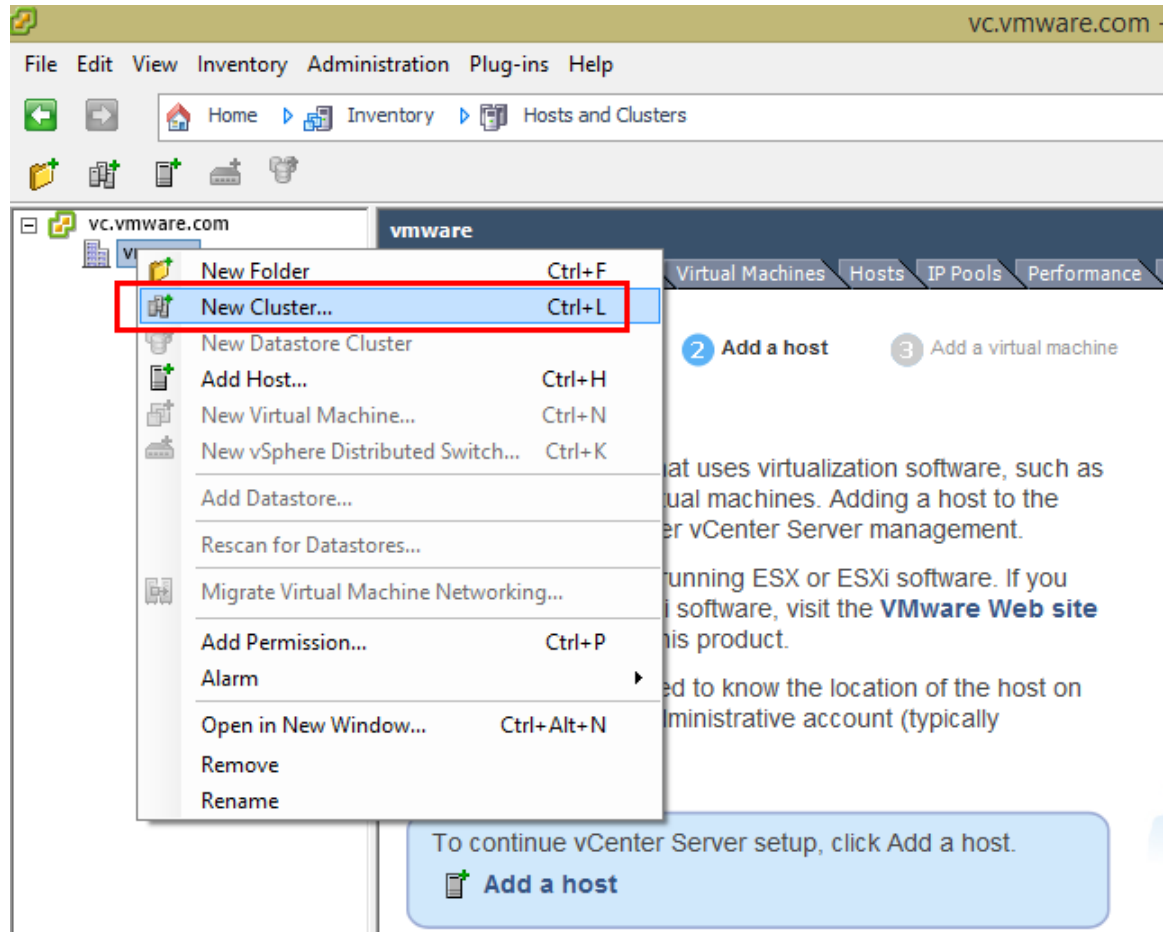 vc.vmware.com -
File Edit View Inventory Administration Plug-ins Help
Home Inventory Hosts and Clusters
vc.vmware.com
vmware
Virtual Machines Hosts IP Pools Performance
New Folder Ctrl+F
New Cluster... Ctrl+L
New Datastore Cluster
Add Host... Ctrl+H
New Virtual Machine... Ctrl+N
New vSphere Distributed Switch... Ctrl+K
Add Datastore...
Rescan for Datastores...
Migrate Virtual Machine Networking...
Add Permission... Ctrl+P
Alarm
Open in New Window... Ctrl+Alt+N
Remove
Rename
2 Add a host 3 Add a virtual machine
uses virtualization software, such as
machines. Adding a host to the
vCenter Server management.
running ESX or ESXi software. If you
software, visit the VMware Web site
product.
to know the location of the host on
account (typically
To continue vCenter Server setup, click Add a host.
Add a host